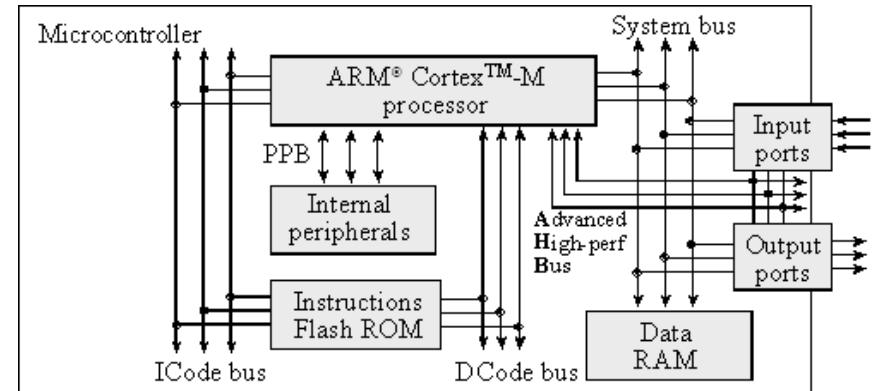 Microcontroller
System bus
ARM® Cortex™-M
processor
Input
ports
PPB
Internal
peripherals
Advanced
High-perf
Bus
Output
ports
Instructions
Flash ROM
Data
RAM
ICode bus
DCode bus